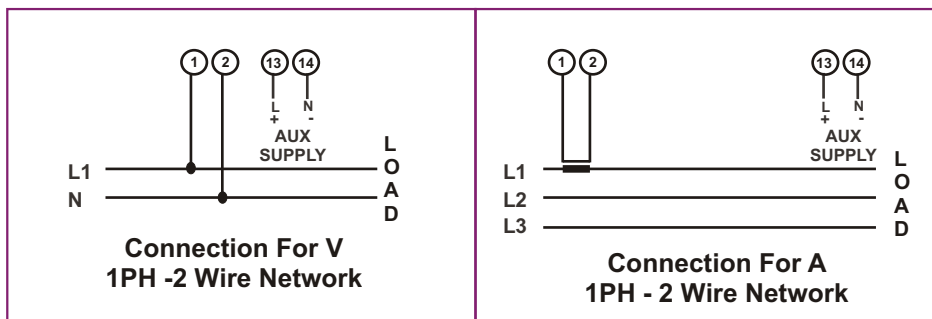 1 2 13 14
L N
+ -
AUX
SUPPLY
L1
N
L
O
A
D
Connection For V
1PH -2 Wire Network
1 2 13 14
L N
+ -
AUX
SUPPLY
L1
L2
L3
L
O
A
D
Connection For A
1PH - 2 Wire Network